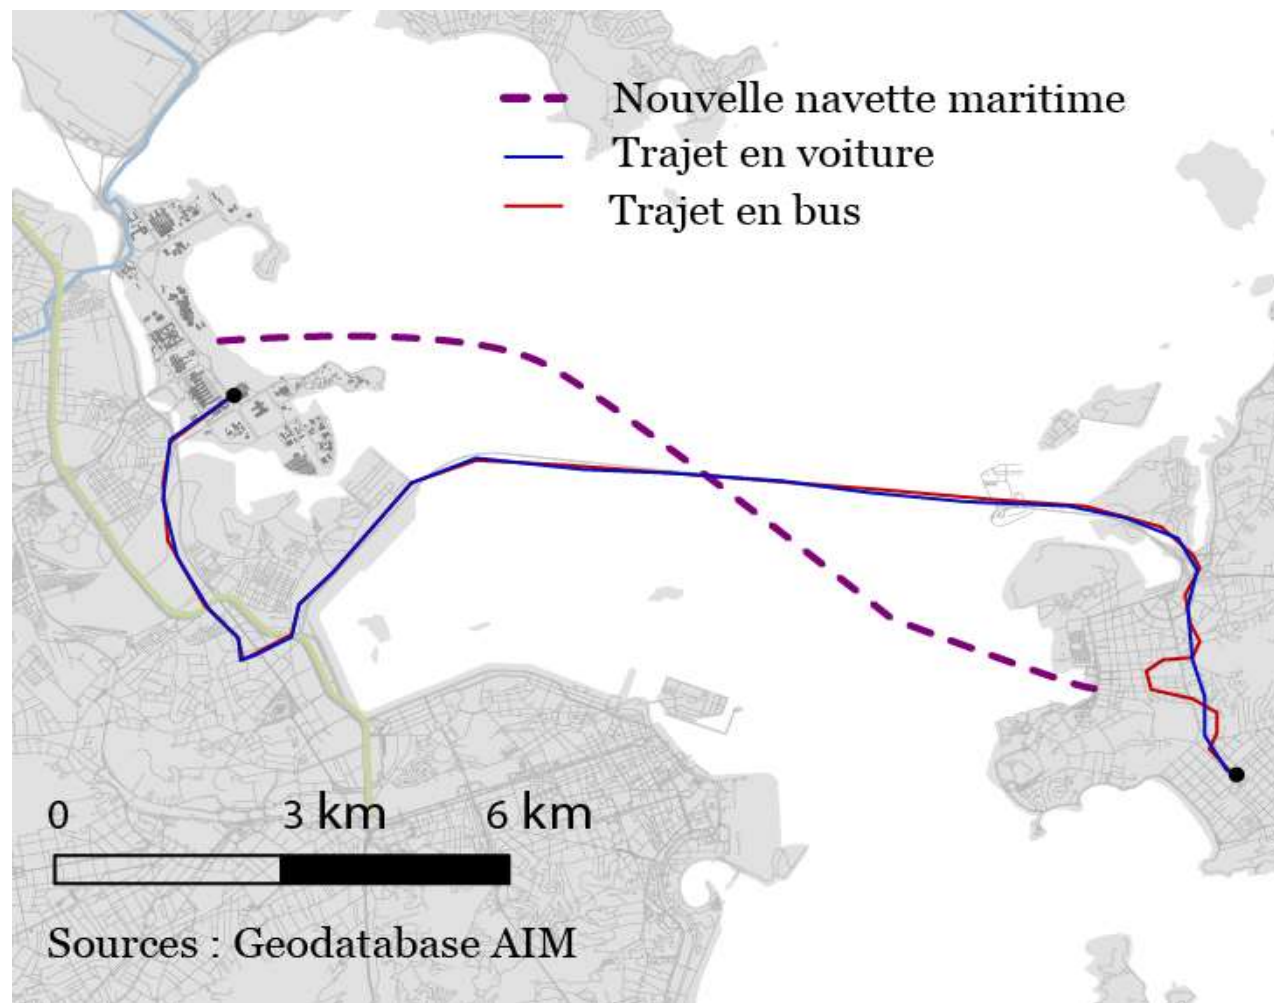 Nouvelle navette maritime
Trajet en voiture
Trajet en bus
0 3 km 6 km
Sources : Geodatabase AIM